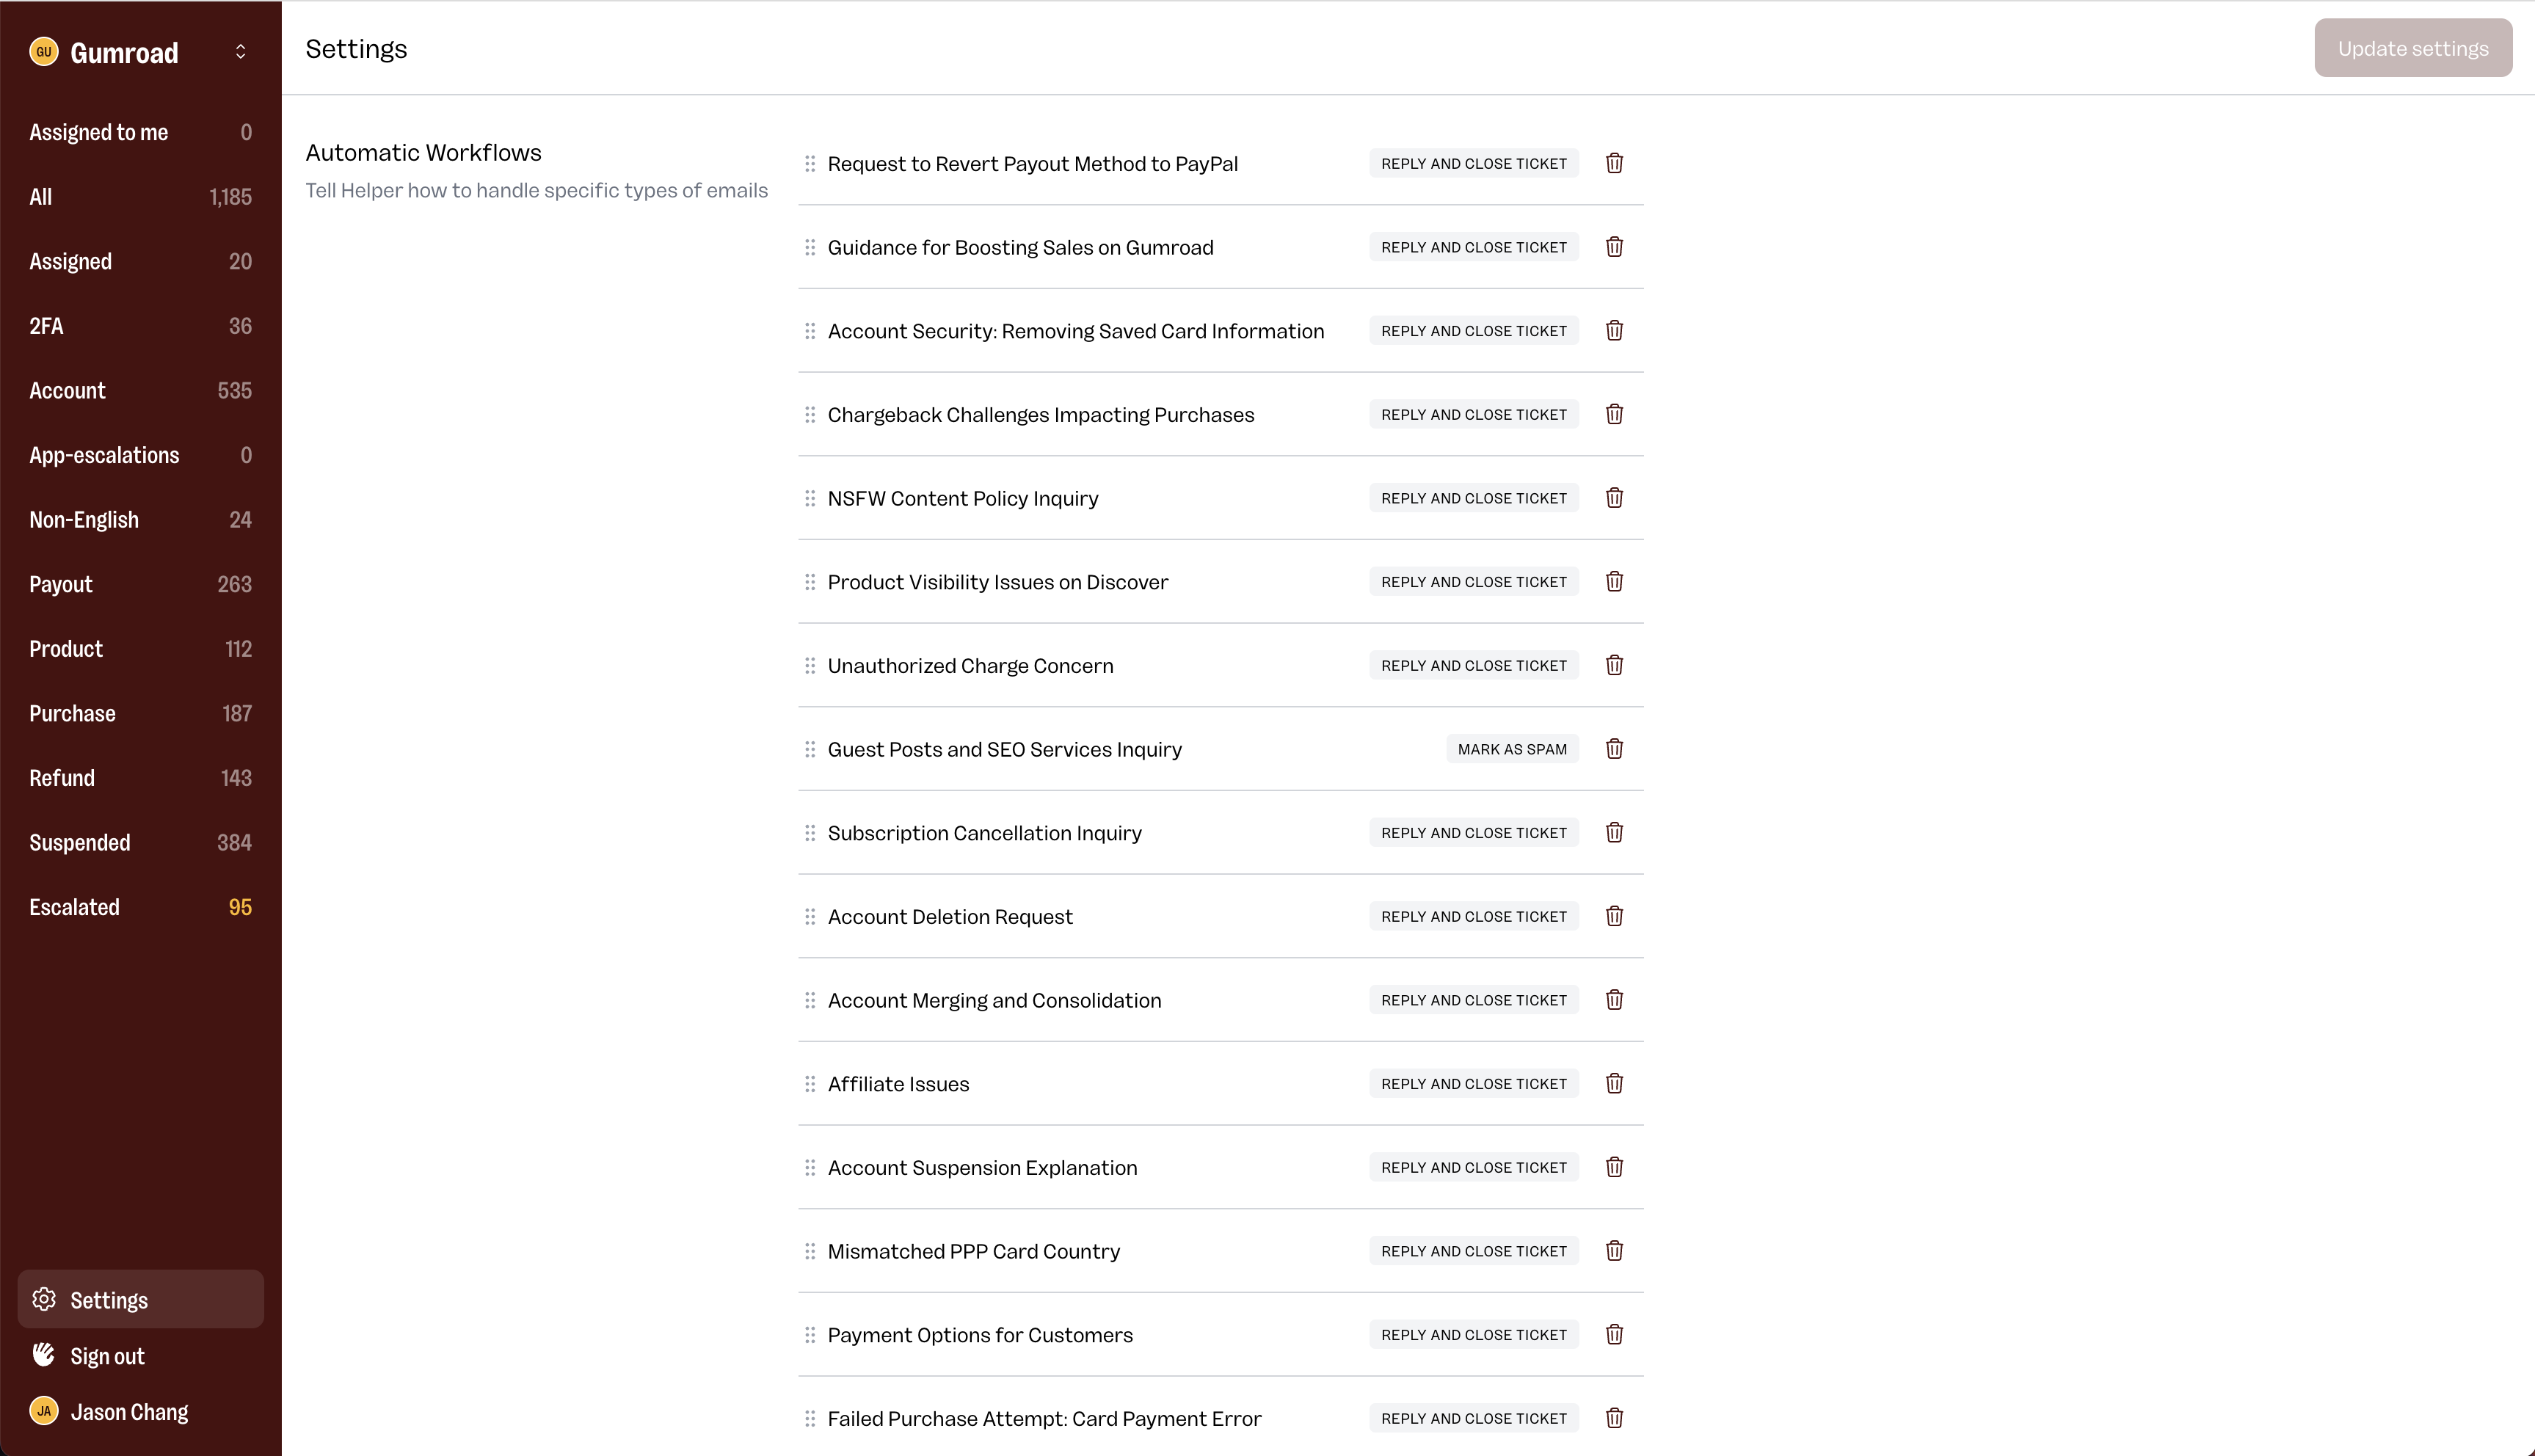 GU Gumroad
Assigned to me 0
All 1,185
Assigned 20
2FA 36
Account 535
App-escalations 0
Non-English 24
Payout 263
Product 112
Purchase 187
Refund 143
Suspended 384
Escalated 95
Settings
Sign out
JA Jason Chang
Settings
Update settings
Automatic Workflows
Tell Helper how to handle specific types of emails
Request to Revert Payout Method to PayPal REPLY AND CLOSE TICKET
Guidance for Boosting Sales on Gumroad REPLY AND CLOSE TICKET
Account Security: Removing Saved Card Information REPLY AND CLOSE TICKET
Chargeback Challenges Impacting Purchases REPLY AND CLOSE TICKET
NSFW Content Policy Inquiry REPLY AND CLOSE TICKET
Product Visibility Issues on Discover REPLY AND CLOSE TICKET
Unauthorized Charge Concern REPLY AND CLOSE TICKET
Guest Posts and SEO Services Inquiry MARK AS SPAM
Subscription Cancellation Inquiry REPLY AND CLOSE TICKET
Account Deletion Request REPLY AND CLOSE TICKET
Account Merging and Consolidation REPLY AND CLOSE TICKET
Affiliate Issues REPLY AND CLOSE TICKET
Account Suspension Explanation REPLY AND CLOSE TICKET
Mismatched PPP Card Country REPLY AND CLOSE TICKET
Payment Options for Customers REPLY AND CLOSE TICKET
Failed Purchase Attempt: Card Payment Error REPLY AND CLOSE TICKET